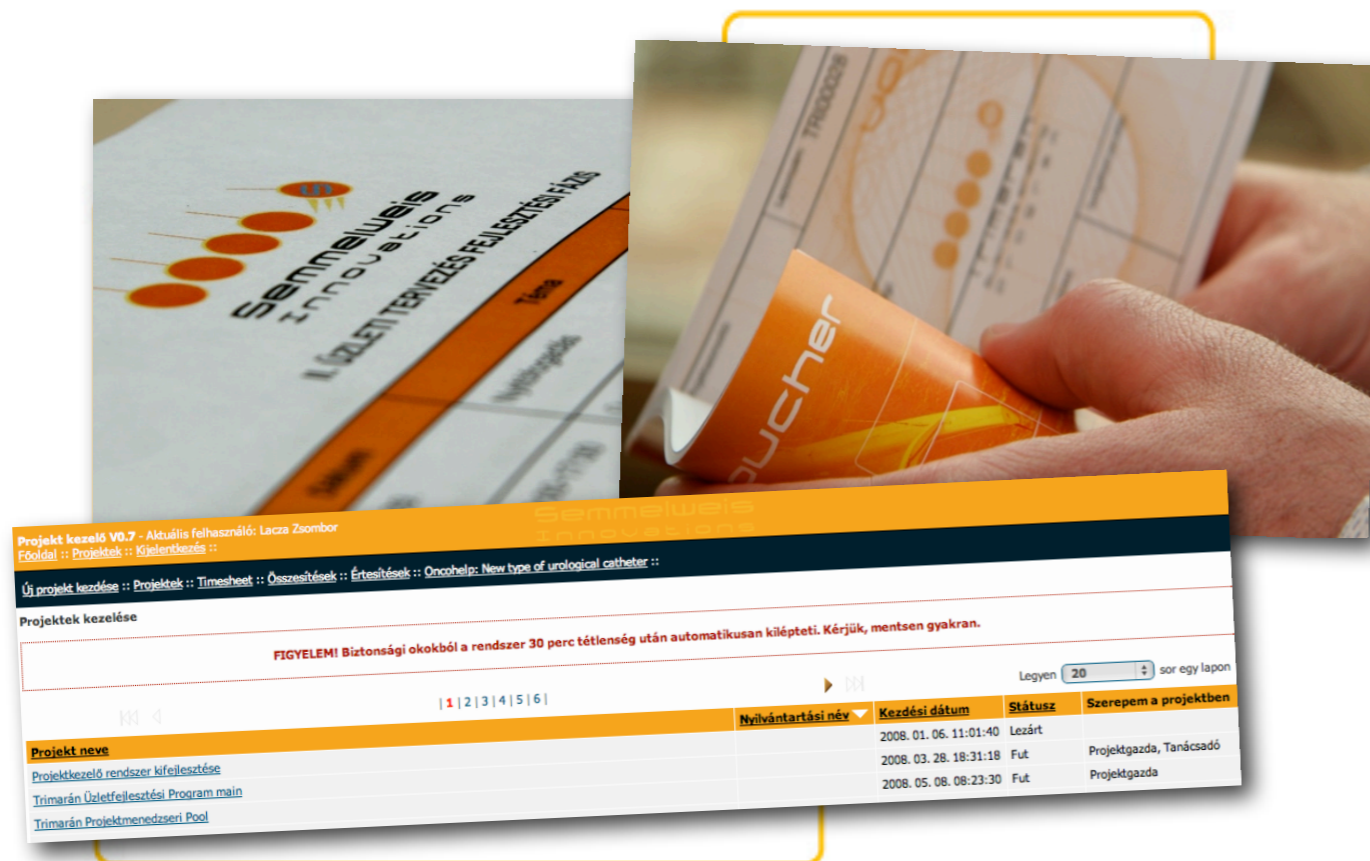 Semmelweis
Innovations
II. ÜZLETI TERVEZÉS FEJLESZTÉSI FÁZIS
Téma
Dátum
TRI000028
voucher
Semmelweis
Innovations
Projekt kezelő V0.7 - Aktuális felhasználó: Lacza Zsombor
Főoldal :: Projektek :: Kijelentkezés ::
Új projekt kezdése :: Projektek :: Timesheet :: Összesítések :: Értesítések :: Oncohelp: New type of urological catheter ::
Projektek kezelése
FIGYELEM! Biztonsági okokból a rendszer 30 perc tétlenség után automatikusan kilépteti. Kérjük, mentsen gyakran.
| 1 | 2 | 3 | 4 | 5 | 6 |
Legyen 20 sor egy lapon
Projekt neve Nyilvántartási név Kezdési dátum Státusz Szerepem a projektben
Projektkezelő rendszer kifejlesztése 2008. 01. 06. 11:01:40 Lezárt
Trimarán Üzletfejlesztési Program main 2008. 03. 28. 18:31:18 Fut Projektgazda, Tanácsadó
Trimarán Projektmenedzseri Pool 2008. 05. 08. 08:23:30 Fut Projektgazda